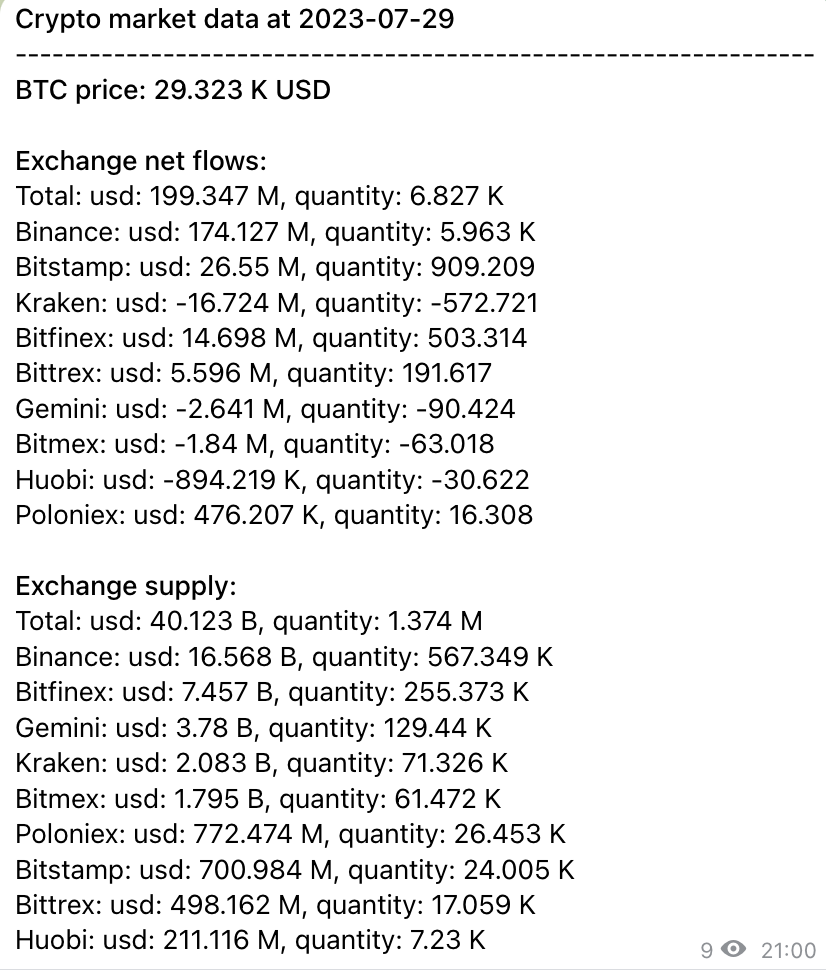 Crypto market data at 2023-07-29
-----------------------------------------------------------------
BTC price: 29.323 K USD
Exchange net flows:
Total: usd: 199.347 M, quantity: 6.827 K
Binance: usd: 174.127 M, quantity: 5.963 K
Bitstamp: usd: 26.55 M, quantity: 909.209
Kraken: usd: -16.724 M, quantity: -572.721
Bitfinex: usd: 14.698 M, quantity: 503.314
Bittrex: usd: 5.596 M, quantity: 191.617
Gemini: usd: -2.641 M, quantity: -90.424
Bitmex: usd: -1.84 M, quantity: -63.018
Huobi: usd: -894.219 K, quantity: -30.622
Poloniex: usd: 476.207 K, quantity: 16.308
Exchange supply:
Total: usd: 40.123 B, quantity: 1.374 M
Binance: usd: 16.568 B, quantity: 567.349 K
Bitfinex: usd: 7.457 B, quantity: 255.373 K
Gemini: usd: 3.78 B, quantity: 129.44 K
Kraken: usd: 2.083 B, quantity: 71.326 K
Bitmex: usd: 1.795 B, quantity: 61.472 K
Poloniex: usd: 772.474 M, quantity: 26.453 K
Bitstamp: usd: 700.984 M, quantity: 24.005 K
Bittrex: usd: 498.162 M, quantity: 17.059 K
Huobi: usd: 211.116 M, quantity: 7.23 K
9 21:00